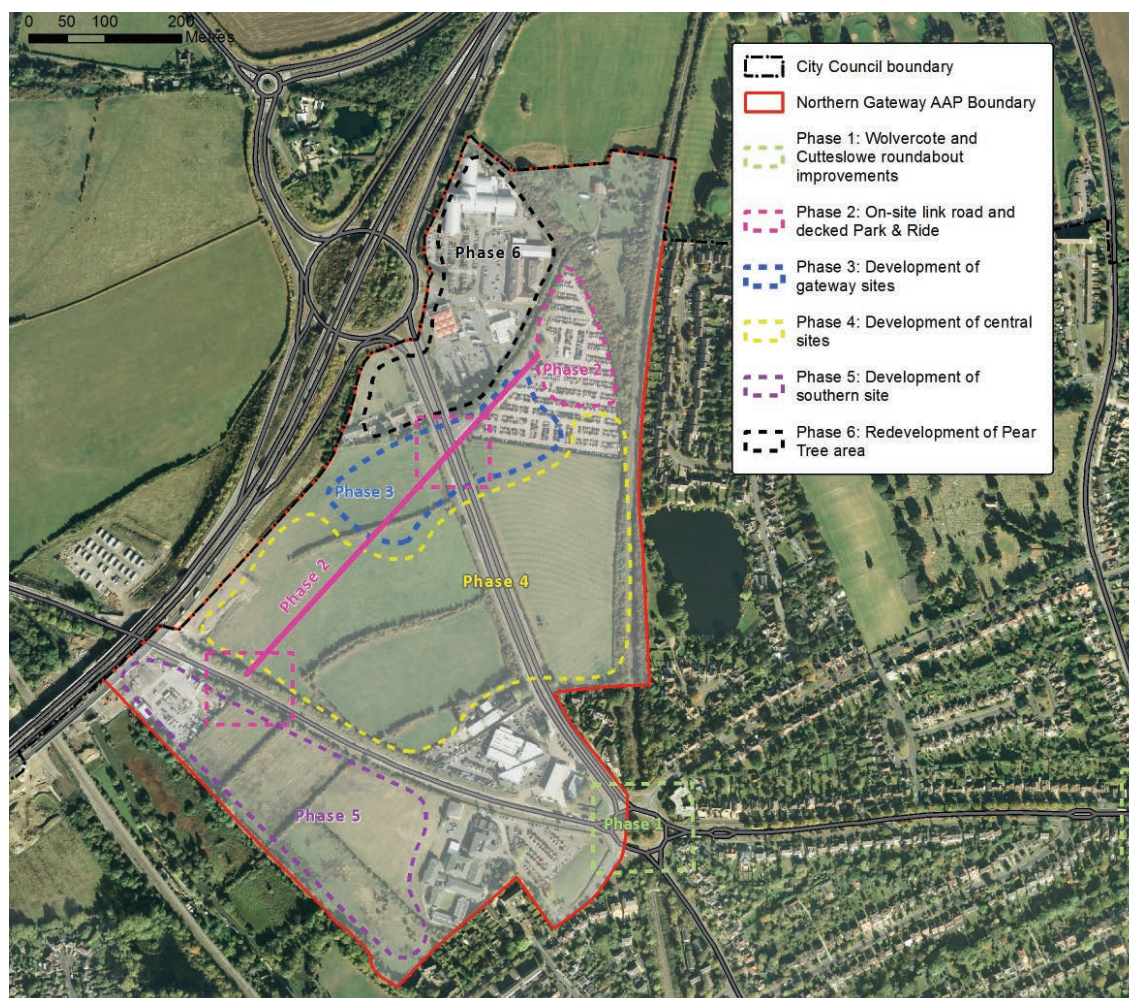 0 50 100 200
Metres
City Council boundary
Northern Gateway AAP Boundary
Phase 1: Wolvercote and
Cutteslowe roundabout
improvements
Phase 2: On-site link road and
decked Park & Ride
Phase 3: Development of
gateway sites
Phase 4: Development of central
sites
Phase 5: Development of
southern site
Phase 6: Redevelopment of Pear
Tree area
Phase 6
Phase 2
Phase 3
Phase 2
Phase 4
Phase 5
Phase 1